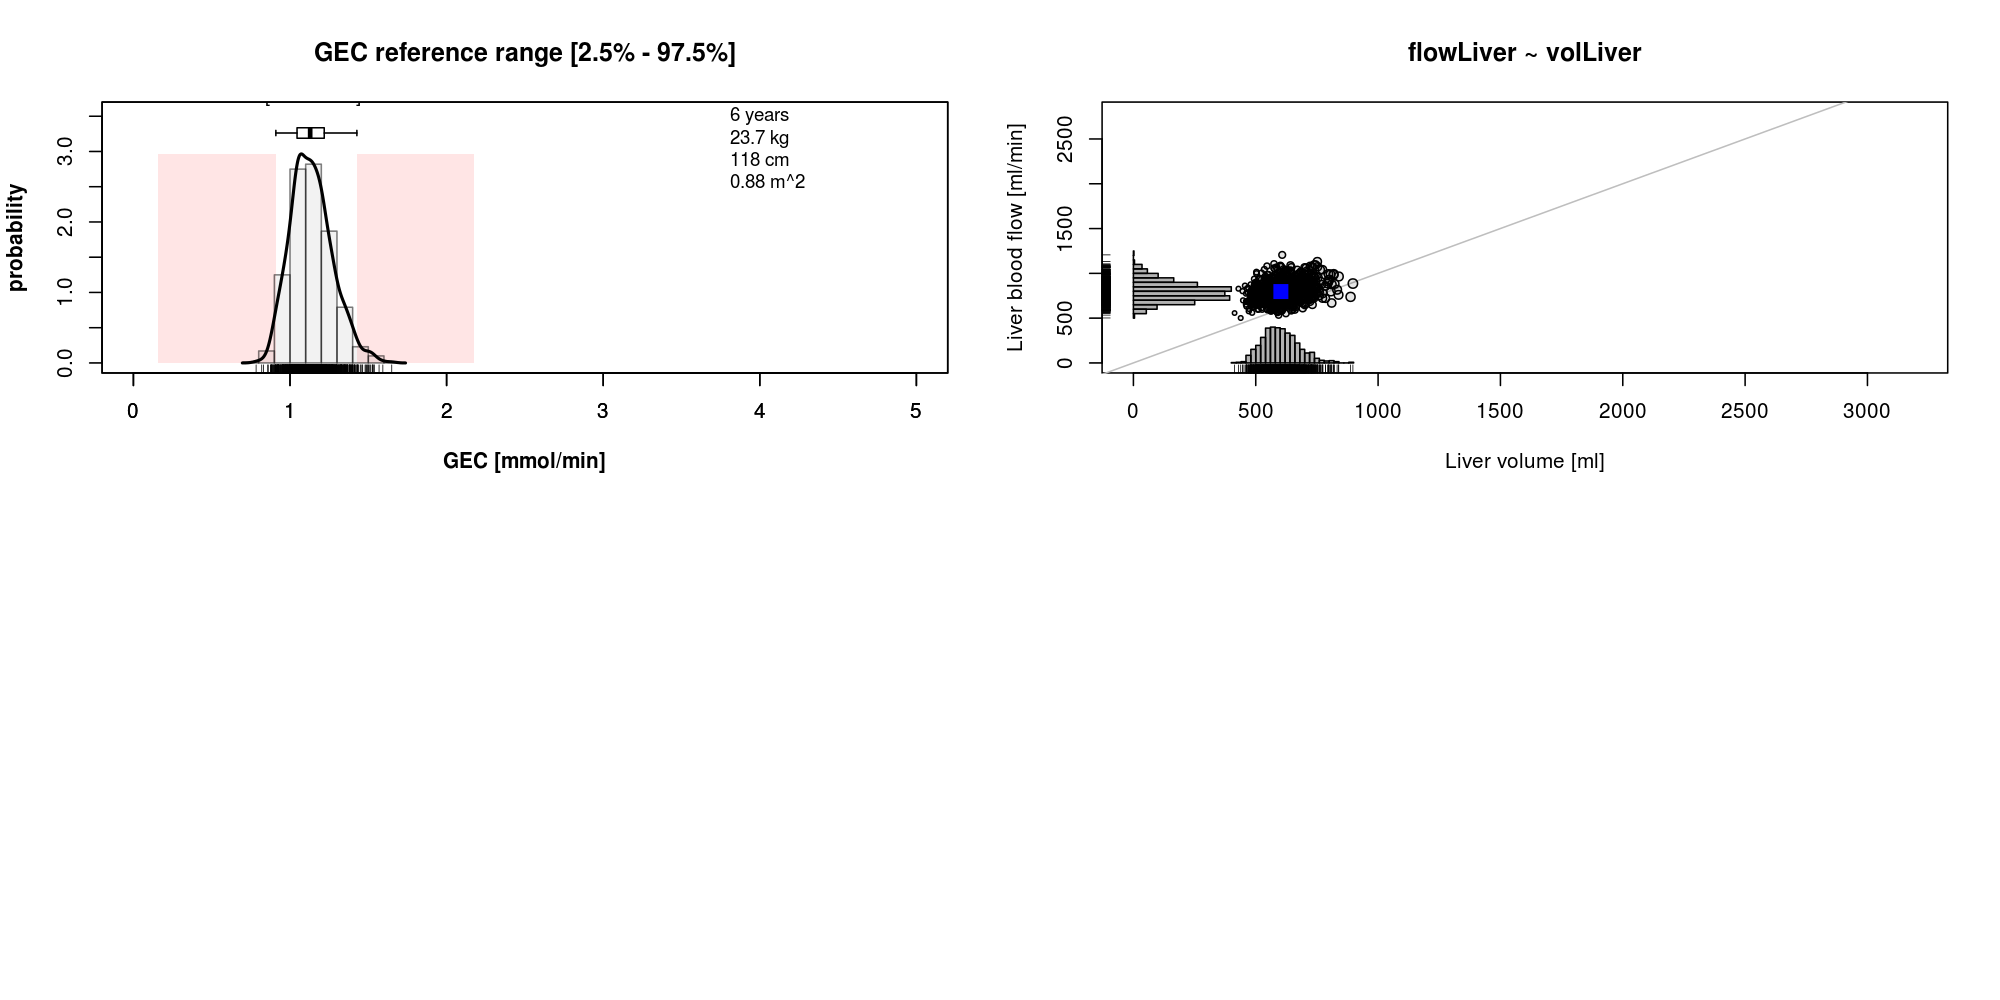 GEC reference range [2.5% - 97.5%]
probability
0.0
1.0
2.0
3.0
6 years
23.7 kg
118 cm
0.88 m^2
0
1
2
3
4
5
GEC [mmol/min]
flowLiver ~ volLiver
Liver blood flow [ml/min]
0
500
1500
2500
0
500
1000
1500
2000
2500
3000
Liver volume [ml]